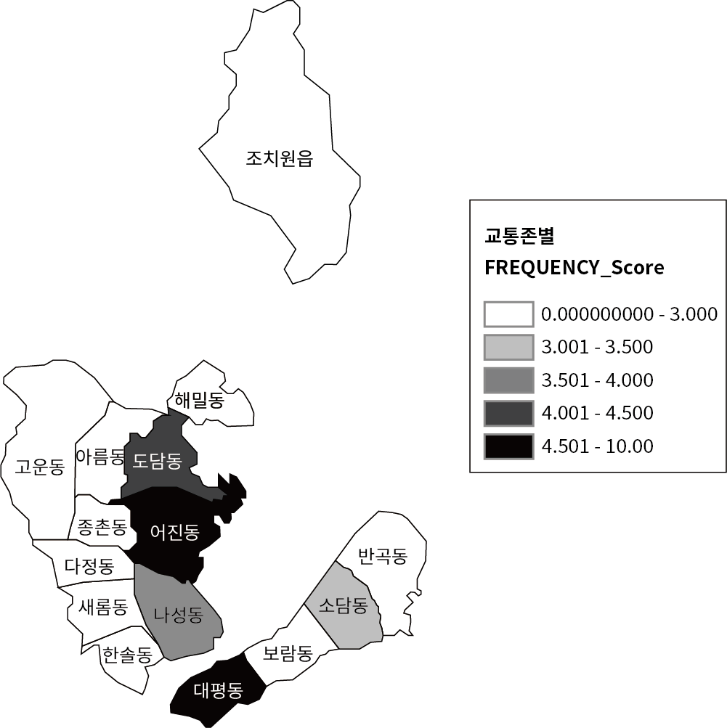 조치원읍
교통존별
FREQUENCY_Score
0.000000000 - 3.000
3.001 - 3.500
3.501 - 4.000
4.001 - 4.500
4.501 - 10.00
해밀동
고운동
아름동
도담동
종촌동
어진동
다정동
반곡동
새롬동
나성동
소담동
한솔동
보람동
대평동